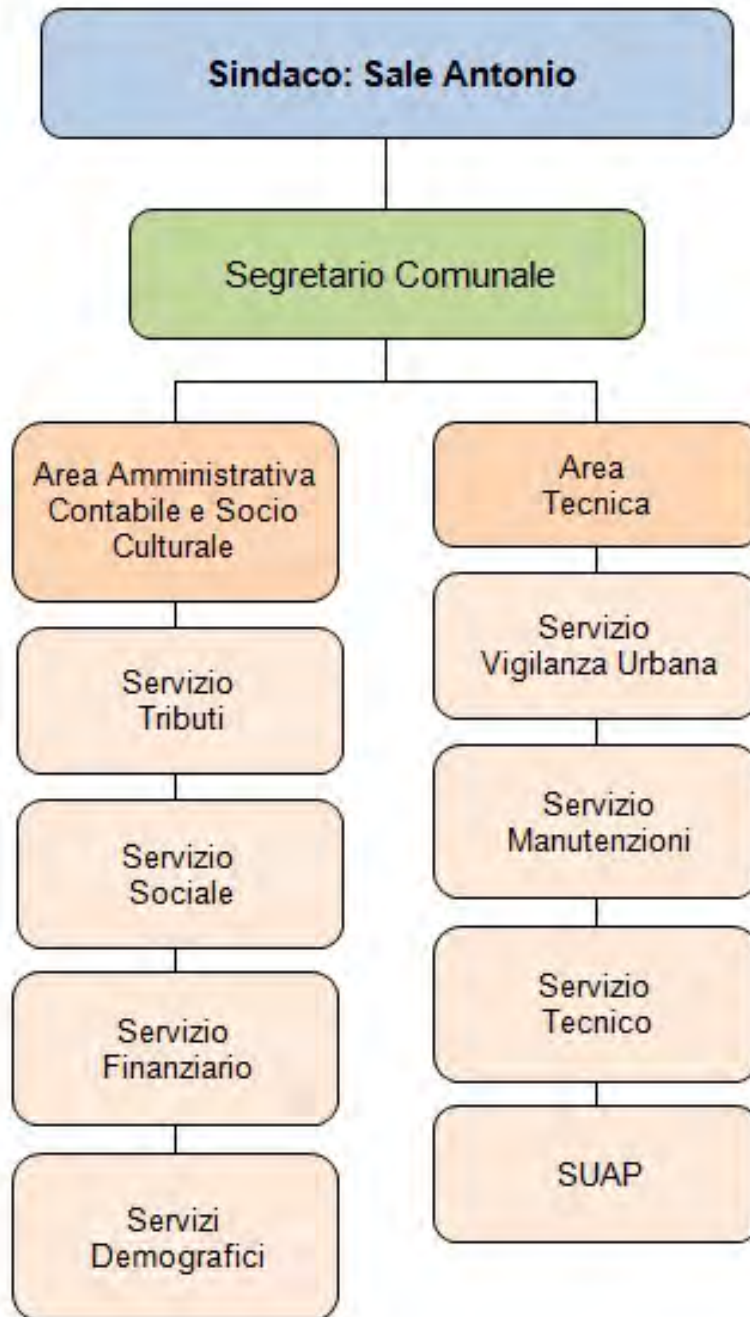 Sindaco: Sale Antonio
Segretario Comunale
Area Amministrativa
Contabile e Socio
Culturale
Servizio
Tributi
Servizio
Sociale
Servizio
Finanziario
Servizi
Demografici
Area
Tecnica
Servizio
Vigilanza Urbana
Servizio
Manutenzioni
Servizio
Tecnico
SUAP